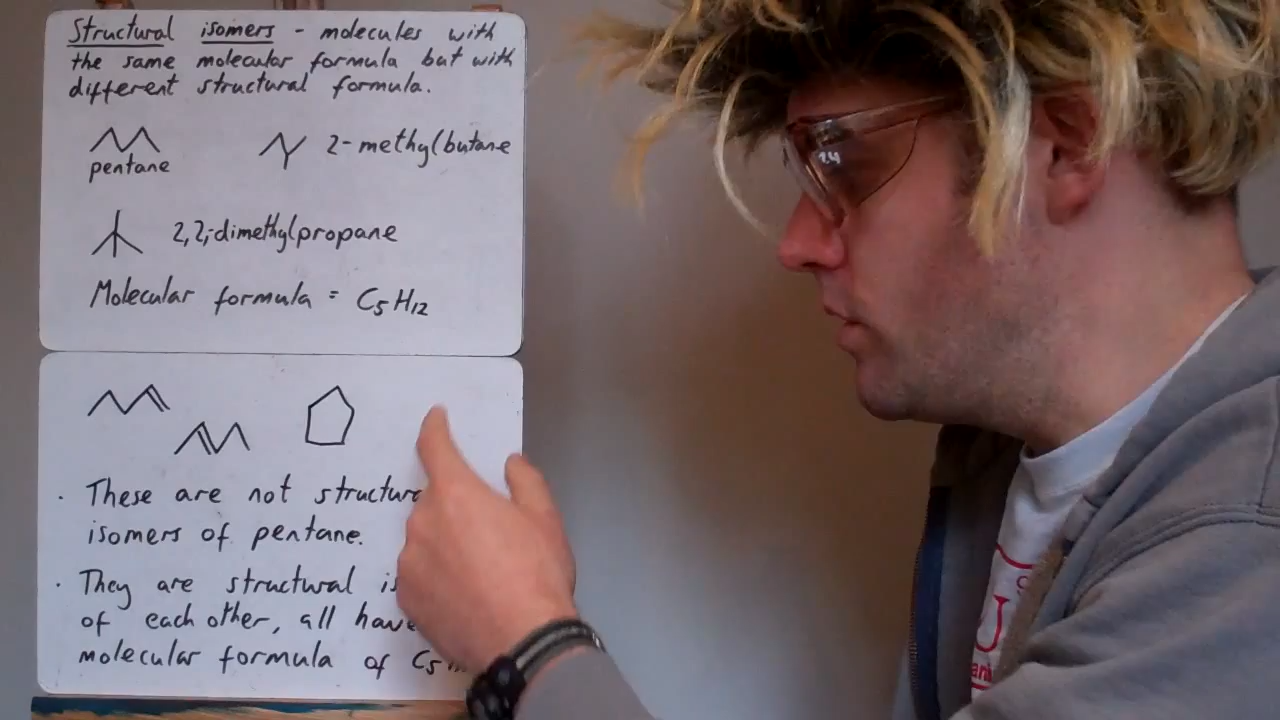 Structural isomers - molecules with
the same molecular formula but with
different structural formula.
pentane
2-methylbutane
2,2,-dimethylpropane
Molecular formula = C5H12
· These are not
isomers of pentane.
· They are structural
of each other, all have
molecular formula of C5